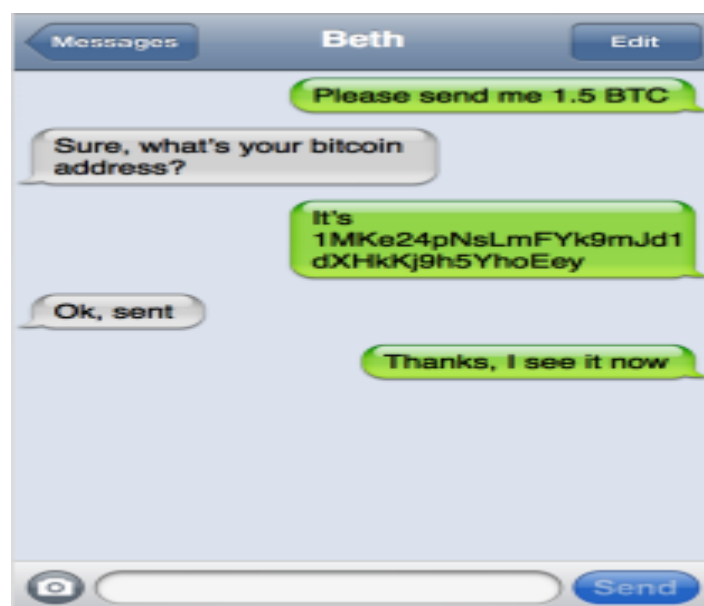 Messages
Beth
Edit
Please send me 1.5 BTC
Sure, what's your bitcoin
address?
It's
1MKe24pNsLmFYk9mJd1
dXHkKj9h5YhoEey
Ok, sent
Thanks, I see it now
Send